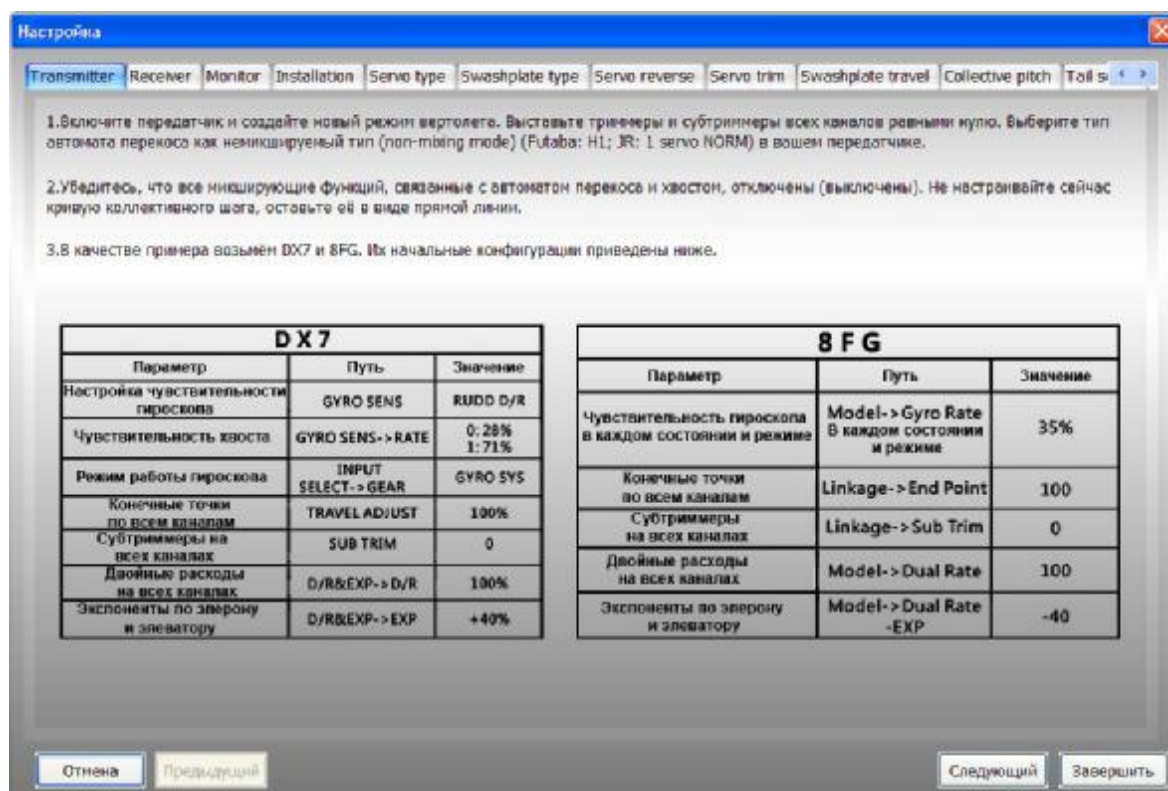 Настройка
Transmitter Receiver Monitor Installation Servo type Swashplate type Servo reverse Servo trim Swashplate travel Collective pitch Tail s
1.Включите передатчик и создайте новый режим вертолета. Выставьте триммеры и субтриммеры всех каналов равными нулю. Выберите тип
автомата перекоса как немикшируемый тип (non-mixing mode) (Futaba: H1; JR: 1 servo NORM) в вашем передатчике.
2.Убедитесь, что все микширующие функций, связанные с автоматом перекоса и хвостом, отключены (выключены). Не настраивайте сейчас
кривую коллективного шага, оставьте её в виде прямой линии.
3.В качестве примера возьмём DX7 и 8FG. Их начальные конфигурации приведены ниже.
DX7
Параметр Путь Значение
Настройка чувствительности
гироскопа
GYRO SENS
RUDD D/R
Чувствительность хвоста
GYRO SENS->RATE
0: 28%
1: 71%
Режим работы гироскопа
INPUT
SELECT->GEAR
GYRO SYS
Конечные точки
по всем каналам
TRAVEL ADJUST
100%
Субтриммеры на
всех каналах
SUB TRIM
0
Двойные расходы
на всех каналах
D/R&EXP->D/R
100%
Экспоненты по элерону
и элеватору
D/R&EXP->EXP
+40%
8FG
Параметр Путь Значение
Чувствительность гироскопа
в каждом состоянии и режиме
Model->Gyro Rate
В каждом состоянии
и режиме
35%
Конечные точки
по всем каналам
Linkage->End Point
100
Субтриммеры
на всех каналах
Linkage->Sub Trim
0
Двойные расходы
на всех каналах
Model->Dual Rate
100
Экспоненты по элерону
и элеватору
Model->Dual Rate
-EXP
-40
Отмена Предыдущий Следующий Завершить